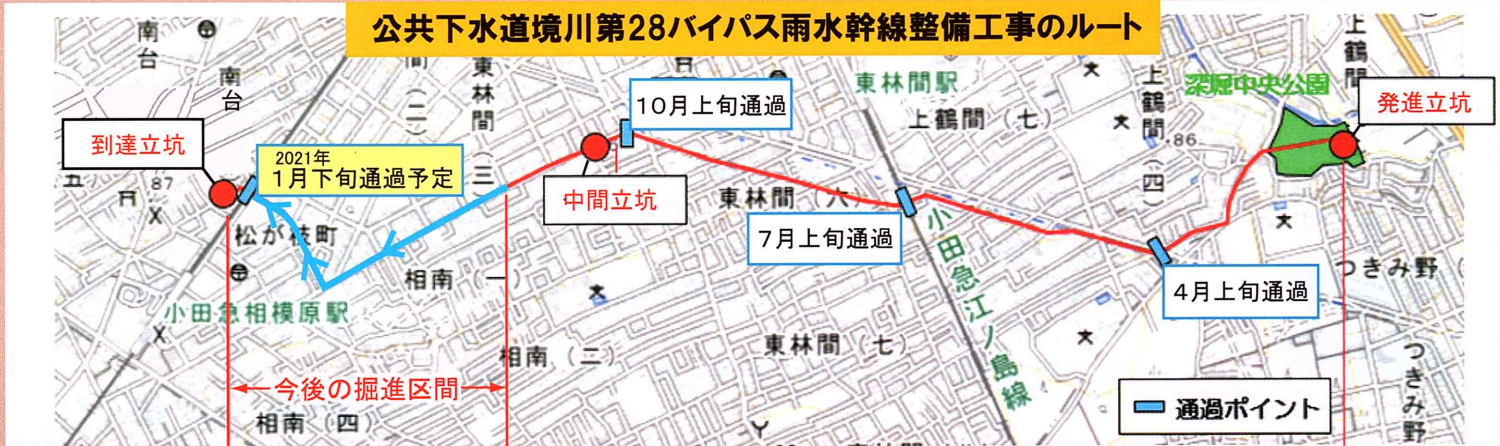 公共下水道境川第28バイパス雨水幹線整備工事のルート
南台
南台
(二)
東林間
(三)
東林間駅
上鶴間(七)
上鶴間(四)
・86
深堀中央公園
上鶴間
発進立坑
到達立坑
2021年
1月下旬通過予定
10月上旬通過
中間立坑
東林間(六)
7月上旬通過
小田急江ノ島線
4月上旬通過
つきみ野(
五
87
松が枝町
相南(一
小田急相模原駅
相南(二)
東林間(七)
つきみ野
今後の掘進区間
相南(四)
通過ポイント